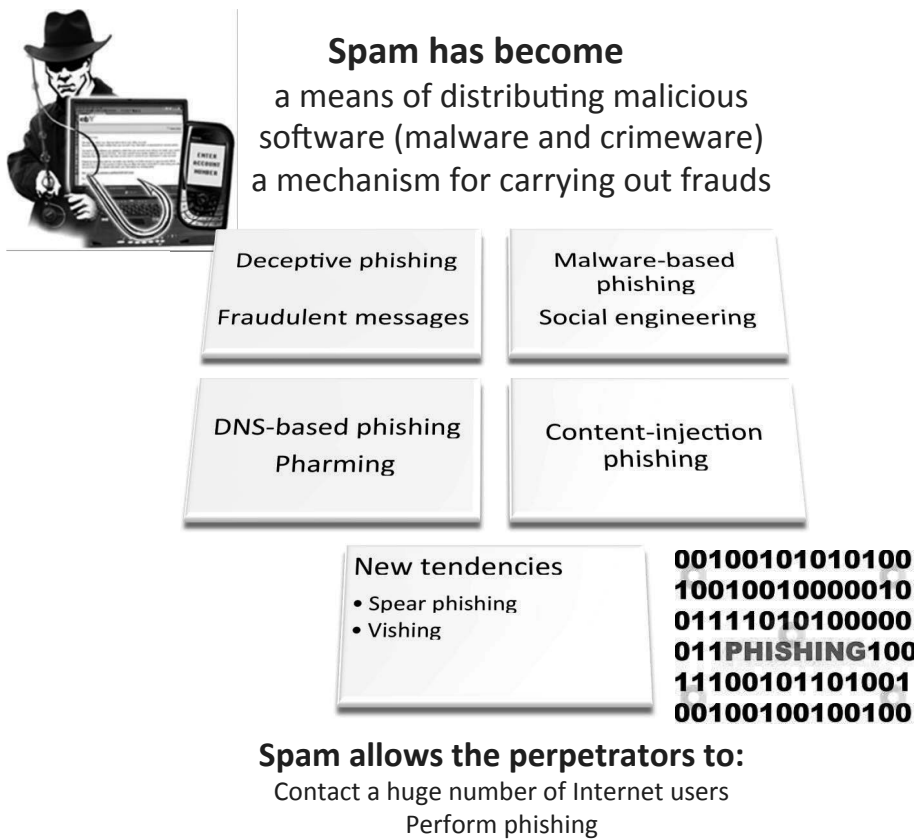 Spam has become
a means of distributing malicious
software (malware and crimeware)
a mechanism for carrying out frauds
ENTER
ACCOUNT
NUMBER
Deceptive phishing
Fraudulent messages
Malware-based
phishing
Social engineering
DNS-based phishing
Pharming
Content-injection
phishing
New tendencies
• Spear phishing
• Vishing
00100101010100
10010010000010
01111010100000
011PHISHING100
11100101101001
00100100100100
Spam allows the perpetrators to:
Contact a huge number of Internet users
Perform phishing